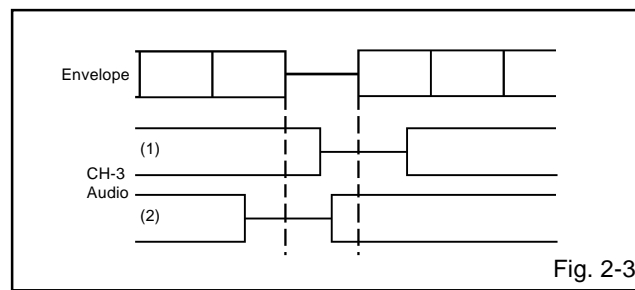 Envelope
(1)
CH-3
Audio
(2)
Fig. 2-3